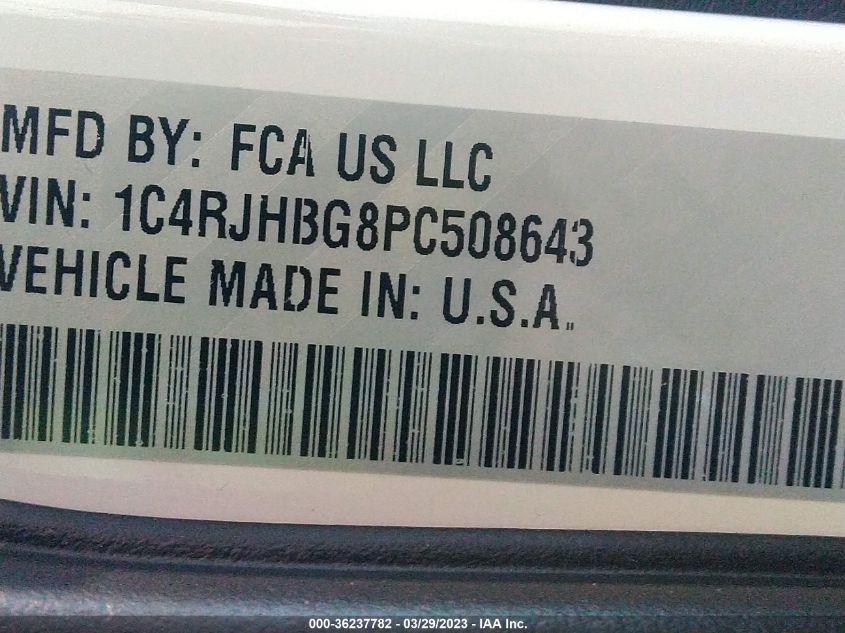 MFD BY: FCA US LLC
VIN: 1C4RJHBG8PC508643
VEHICLE MADE IN: U.S.A.
000-36237782 - 03/29/2023 - IAA Inc.